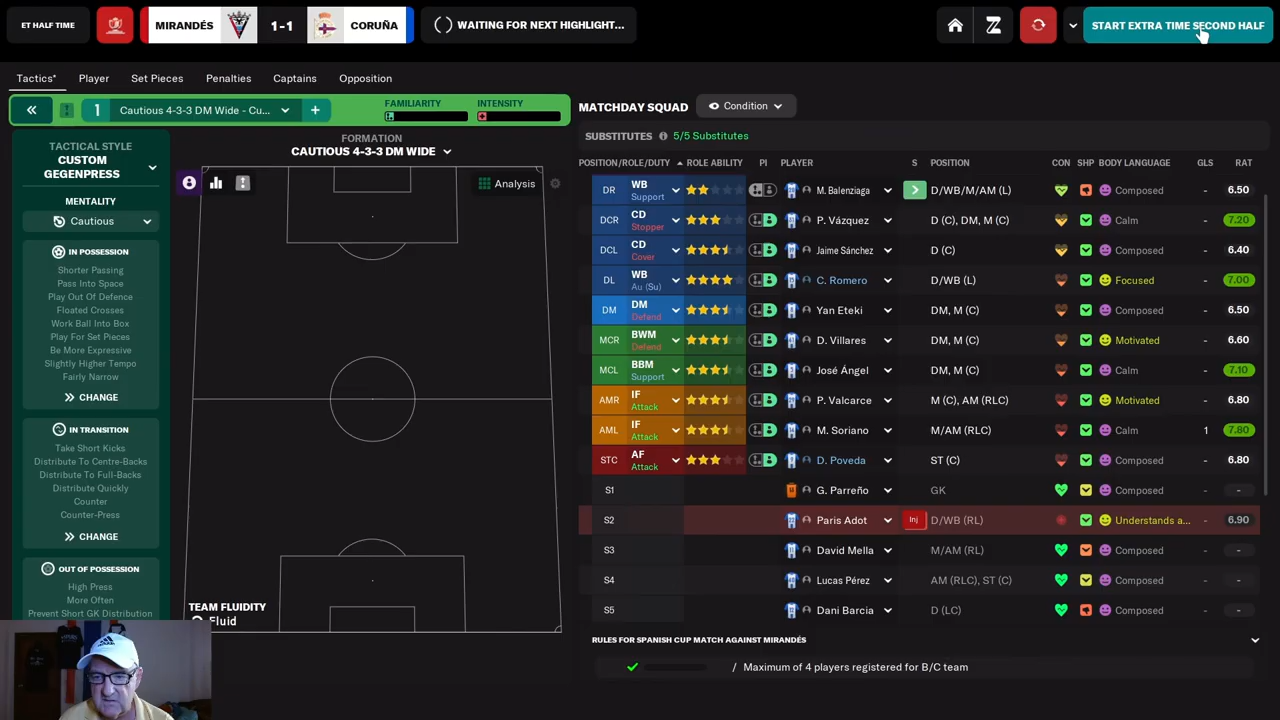 ET HALF TIME
MIRANDÉS 1-1 CORUÑA
WAITING FOR NEXT HIGHLIGHT...
START EXTRA TIME SECOND HALF
Tactics* Player Set Pieces Penalties Captains Opposition
1 Cautious 4-3-3 DM Wide - Cu...
FAMILIARITY INTENSITY
TACTICAL STYLE
CUSTOM
GEGENPRESS
MENTALITY
Cautious
IN POSSESSION
Shorter Passing
Pass Into Space
Play Out Of Defence
Floated Crosses
Work Ball Into Box
Play For Set Pieces
Be More Expressive
Slightly Higher Tempo
Fairly Narrow
CHANGE
IN TRANSITION
Take Short Kicks
Distribute To Centre-Backs
Distribute To Full-Backs
Distribute Quickly
Counter
Counter-Press
CHANGE
OUT OF POSSESSION
High Press
More Often
Prevent Short GK Distribution
FORMATION
CAUTIOUS 4-3-3 DM WIDE
Analysis
TEAM FLUIDITY
Fluid
MATCHDAY SQUAD Condition
SUBSTITUTES 5/5 Substitutes
POSITION/ROLE/DUTY ROLE ABILITY PI PLAYER S POSITION CON SHP BODY LANGUAGE GLS RAT
DR WB Support M. Balenziaga D/WB/M/AM (L) Composed - 6.50
DCR CD Stopper P. Vázquez D (C), DM, M (C) Calm - 7.20
DCL CD Cover Jaime Sánchez D (C) Composed - 6.40
DL WB Au (Su) C. Romero D/WB (L) Focused - 7.00
DM DM Defend Yan Eteki DM, M (C) Composed - 6.50
MCR BWM Defend D. Villares DM, M (C) Motivated - 6.60
MCL BBM Support José Ángel DM, M (C) Calm - 7.10
AMR IF Attack P. Valcarce M (C), AM (RLC) Motivated - 6.80
AML IF Attack M. Soriano M/AM (RLC) Calm 1 7.80
STC AF Attack D. Poveda ST (C) Composed - 6.80
S1 G. Parreño GK Composed - -
S2 Paris Adot Inj D/WB (RL) Understands a... - 6.90
S3 David Mella M/AM (RL) Composed - -
S4 Lucas Pérez AM (RLC), ST (C) Composed - -
S5 Dani Barcia D (LC) Composed - -
RULES FOR SPANISH CUP MATCH AGAINST MIRANDÉS
/ Maximum of 4 players registered for B/C team